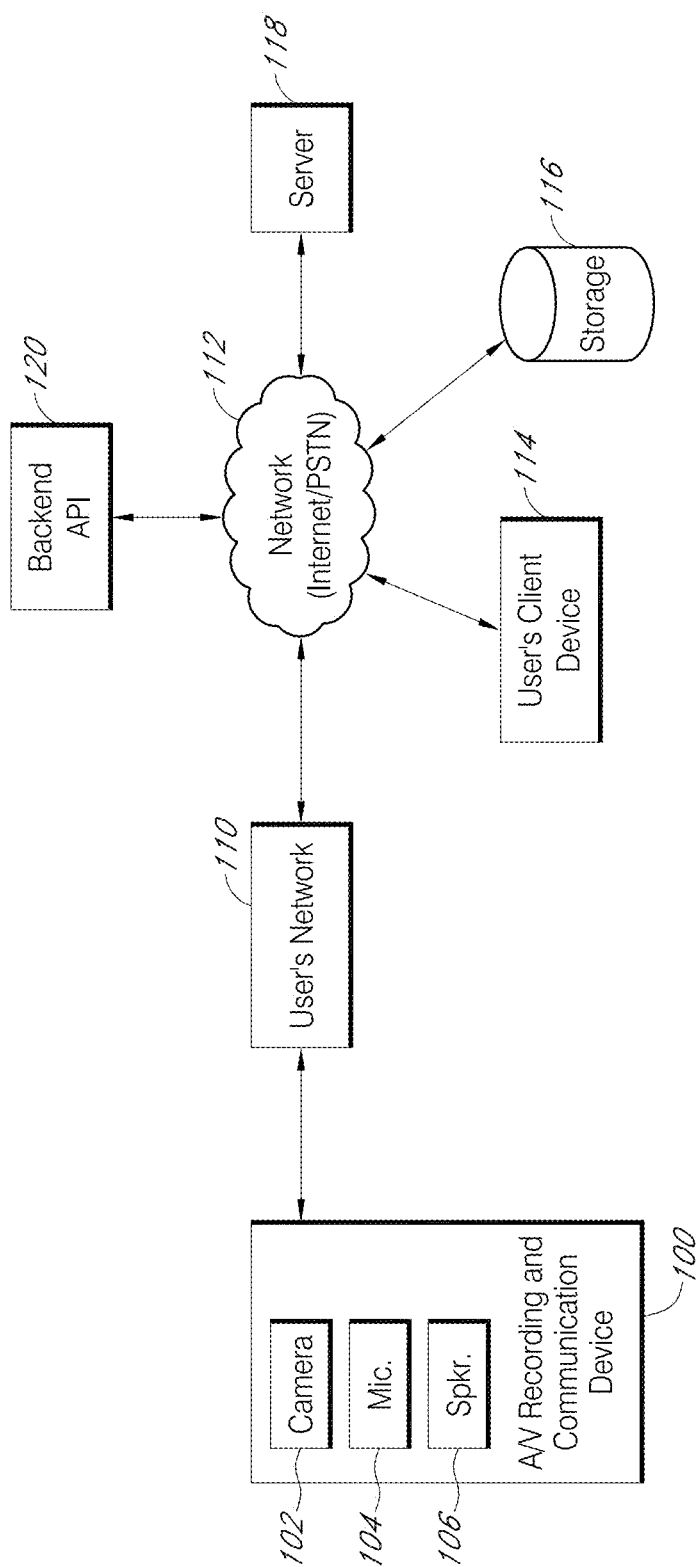 120
Backend
API
112
Network
(Internet/PSTN)
118
Server
110
User's Network
116
Storage
114
User's Client
Device
102
Camera
104
Mic.
106
Spkr.
A/V Recording and
Communication
Device
100